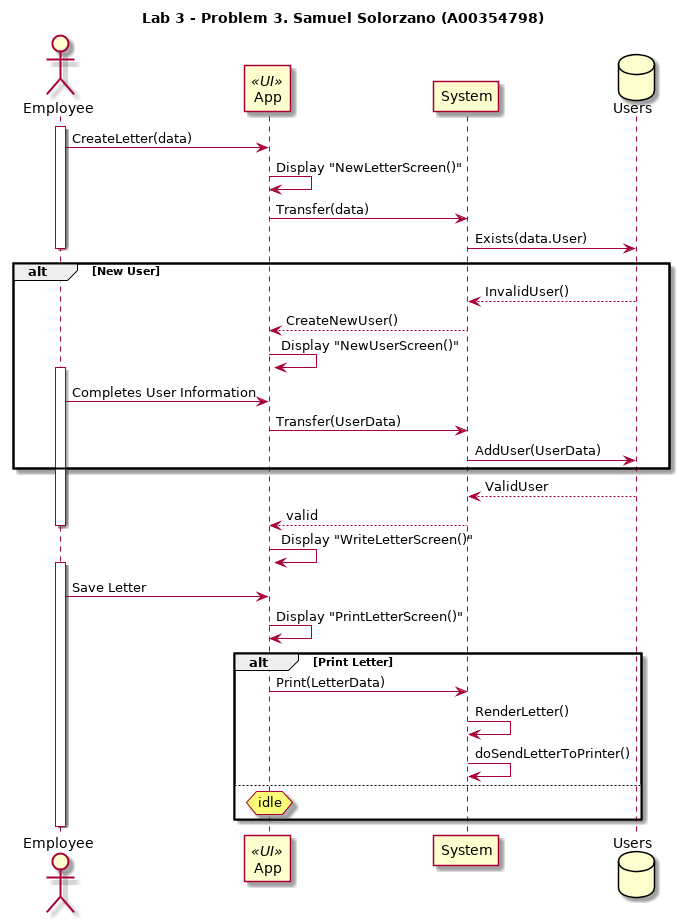 Lab 3 - Problem 3. Samuel Solorzano (A00354798)
Employee
«UI»
App
System
Users
CreateLetter(data)
Display "NewLetterScreen()"
Transfer(data)
Exists(data.User)
alt [New User]
InvalidUser()
CreateNewUser()
Display "NewUserScreen()"
Completes User Information
Transfer(UserData)
AddUser(UserData)
ValidUser
valid
Display "WriteLetterScreen()"
Save Letter
Display "PrintLetterScreen()"
alt [Print Letter]
Print(LetterData)
RenderLetter()
doSendLetterToPrinter()
idle
Employee
«UI»
App
System
Users